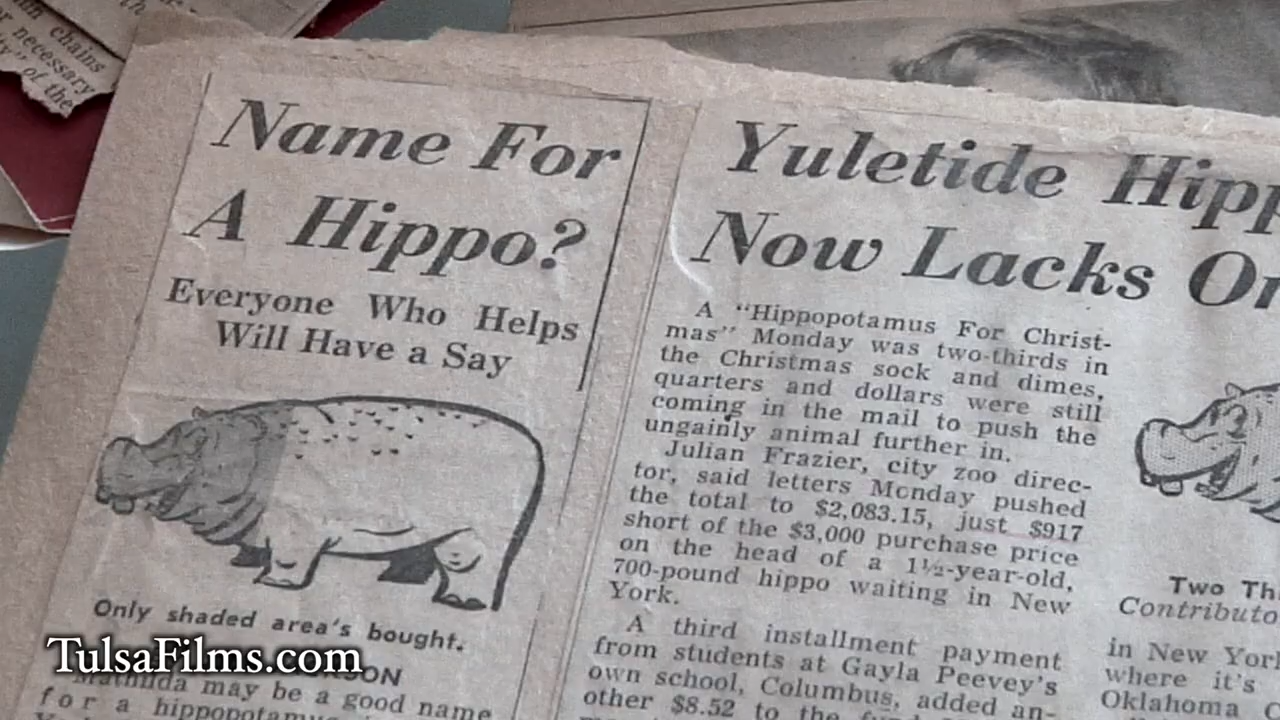 chains
necessary
of the
Name For
A Hippo?
Everyone Who Helps
Will Have a Say
Only shaded area's bought.
Mathilda may be a good name
for a hippopotamus
Yuletide Hipp
Now Lacks On
A "Hippopotamus For Christ-
mas" Monday was two-thirds in
the Christmas sock and dimes,
quarters and dollars were still
coming in the mail to push the
ungainly animal further in.
Julian Frazier, city zoo direc-
tor, said letters Monday pushed
the total to $2,083.15, just $917
short of the $3,000 purchase price
on the head of a 1½-year-old,
700-pound hippo waiting in New
York.
A third installment payment
from students at Gayla Peevey's
own school, Columbus, added an-
other $8.52 to the fund
Two Th
Contributo
in New York
where it's
Oklahoma C
TulsaFilms.com